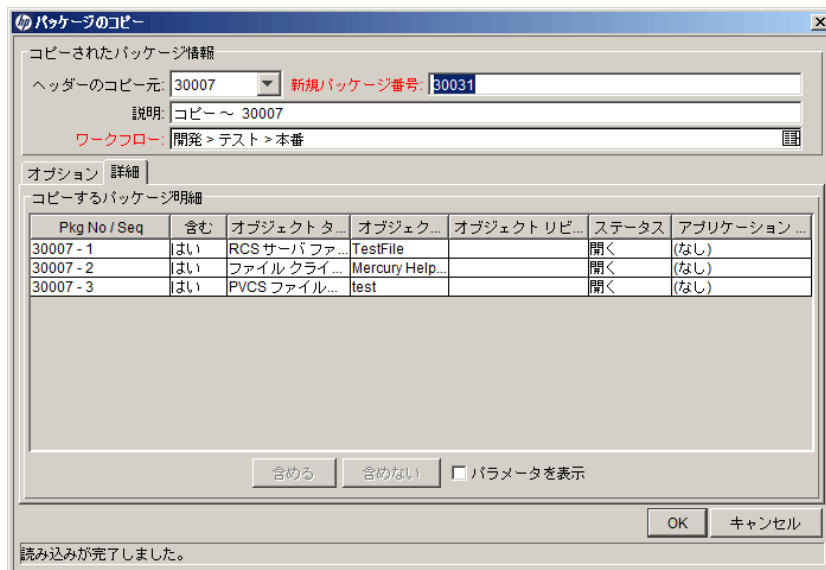 パッケージのコピー
コピーされたパッケージ情報
ヘッダーのコピー元: 30007 新規パッケージ番号: 30031
説明: コピー ~ 30007
ワークフロー: 開発 > テスト > 本番
オプション 詳細
コピーするパッケージ明細
Pkg No / Seq 含む オブジェクト タ... オブジェク... オブジェクト リビ... ステータス アプリケーション ...
30007 - 1 はい RCS サーバ ファ... TestFile 開く (なし)
30007 - 2 はい ファイル クライ... Mercury Help... 開く (なし)
30007 - 3 はい PVCS ファイル... test 開く (なし)
含める 含めない パラメータを表示
OK キャンセル
読み込みが完了しました。